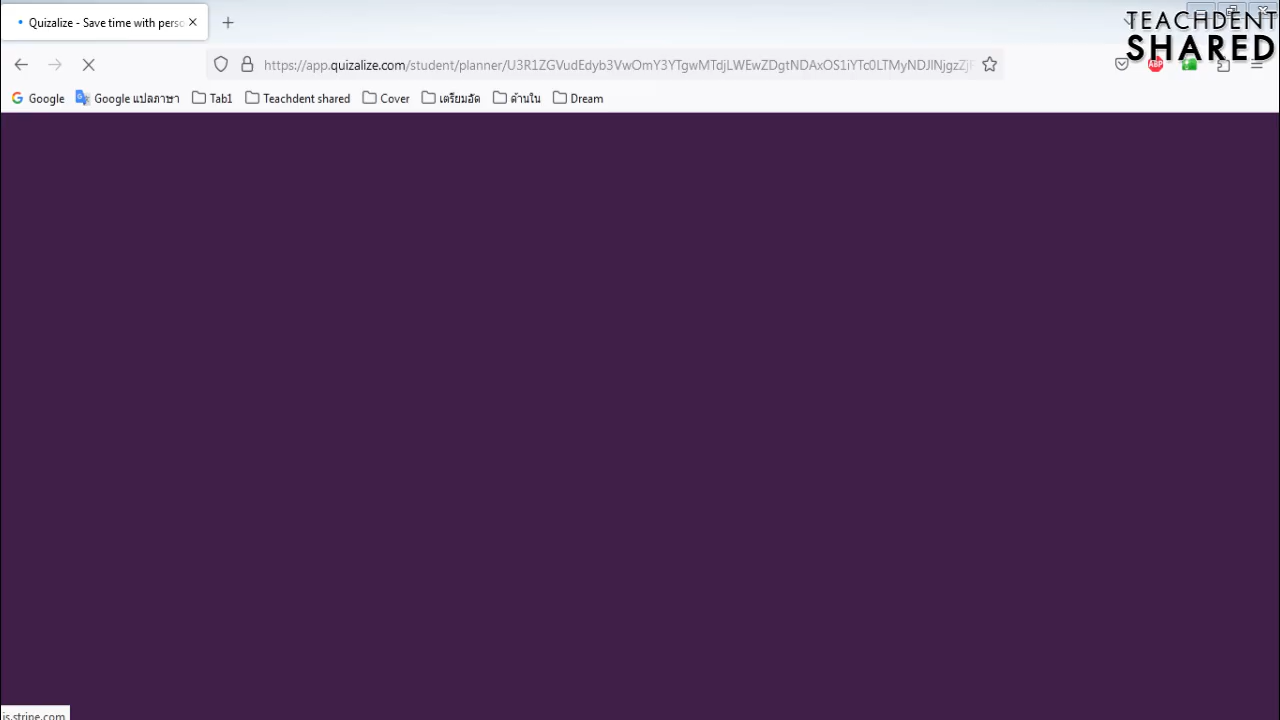 Quizalize - Save time with perso
TEACHDENT
SHARED
https://app.quizalize.com/student/planner/U3R1ZGVudEdyb3VwOmY3YTgwMTdjLWEwZDgtNDAxOS1iYTc0LTMyNDJlNjgzZjF
ABP
Google
Google แปลภาษา
Tab1
Teachdent shared
Cover
เตรียมอัด
ด้านใน
Dream
js.stripe.com